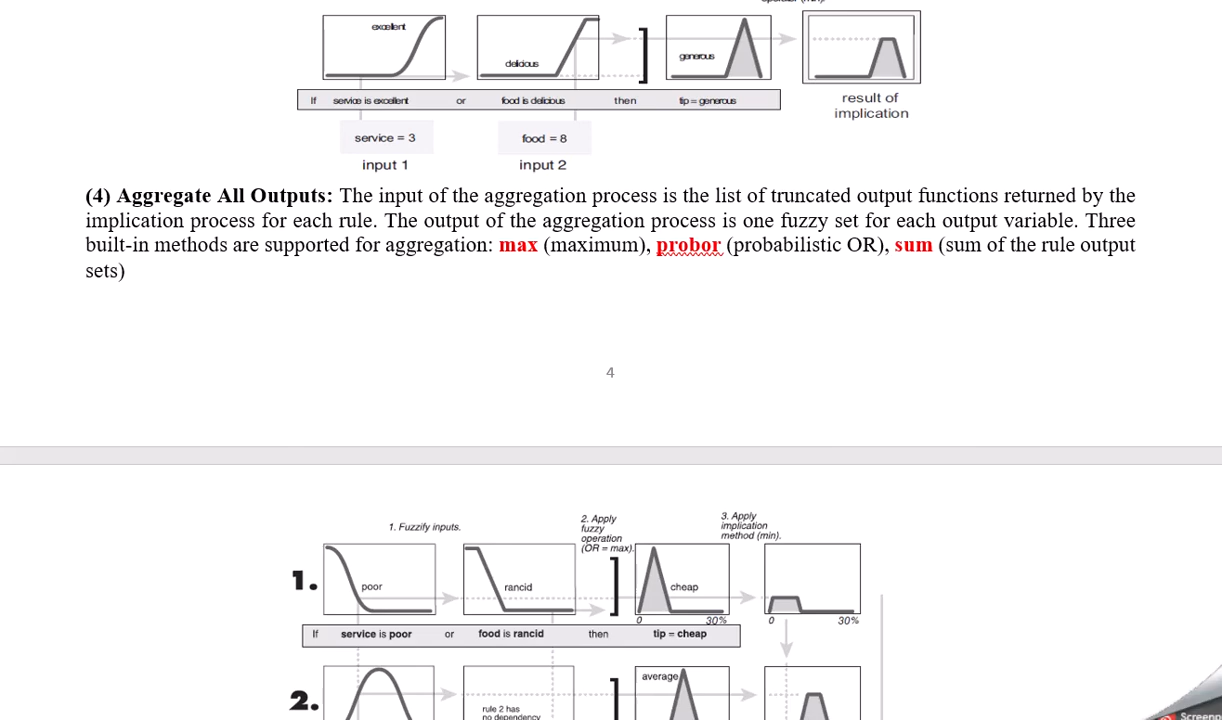 excellent
delicious
generous
If service is excellent or food is delicious then tip = generous
result of
implication
service = 3
food = 8
input 1
input 2
(4) Aggregate All Outputs: The input of the aggregation process is the list of truncated output functions returned by the
implication process for each rule. The output of the aggregation process is one fuzzy set for each output variable. Three
built-in methods are supported for aggregation: max (maximum), probor (probabilistic OR), sum (sum of the rule output
sets)
4
1. Fuzzify inputs.
2. Apply
fuzzy
operation
(OR = max).
3. Apply
implication
method (min).
1.
poor
rancid
cheap
0 30%
0 30%
If service is poor or food is rancid then tip = cheap
2.
rule 2 has
no dependency
average